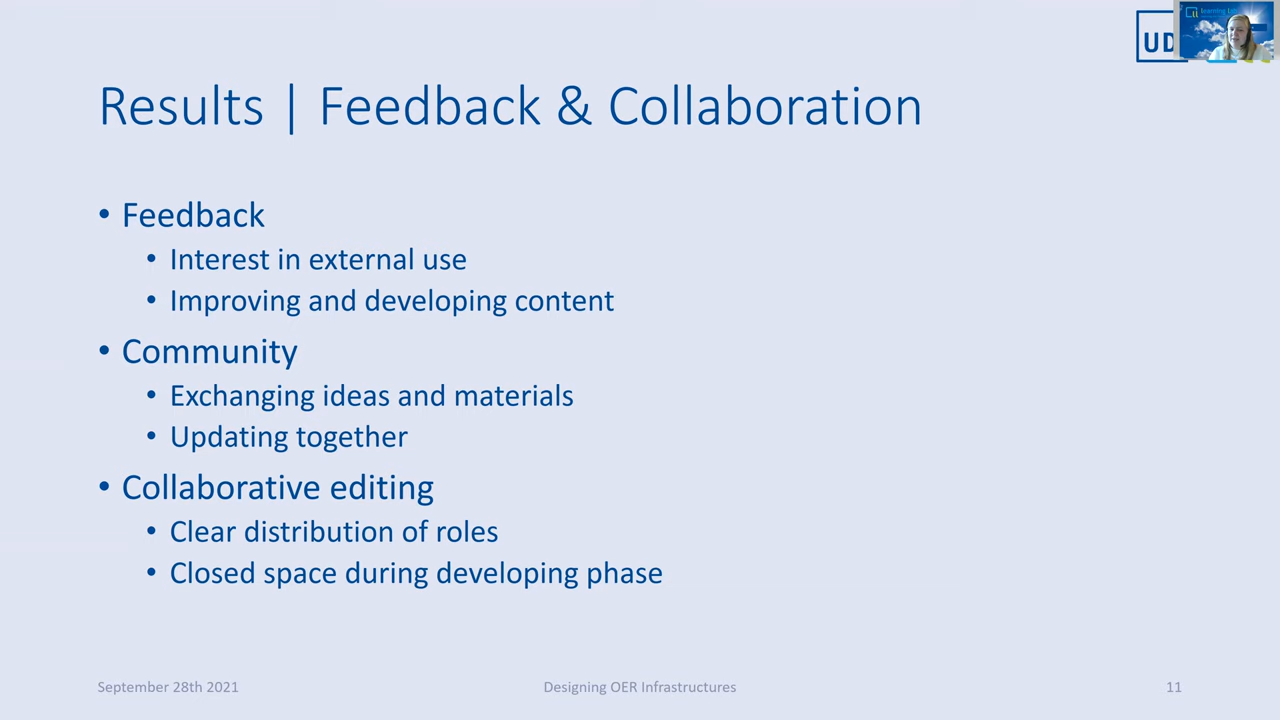 UD
Learning Lab
Results | Feedback & Collaboration
• Feedback
• Interest in external use
• Improving and developing content
• Community
• Exchanging ideas and materials
• Updating together
• Collaborative editing
• Clear distribution of roles
• Closed space during developing phase
September 28th 2021
Designing OER Infrastructures
11